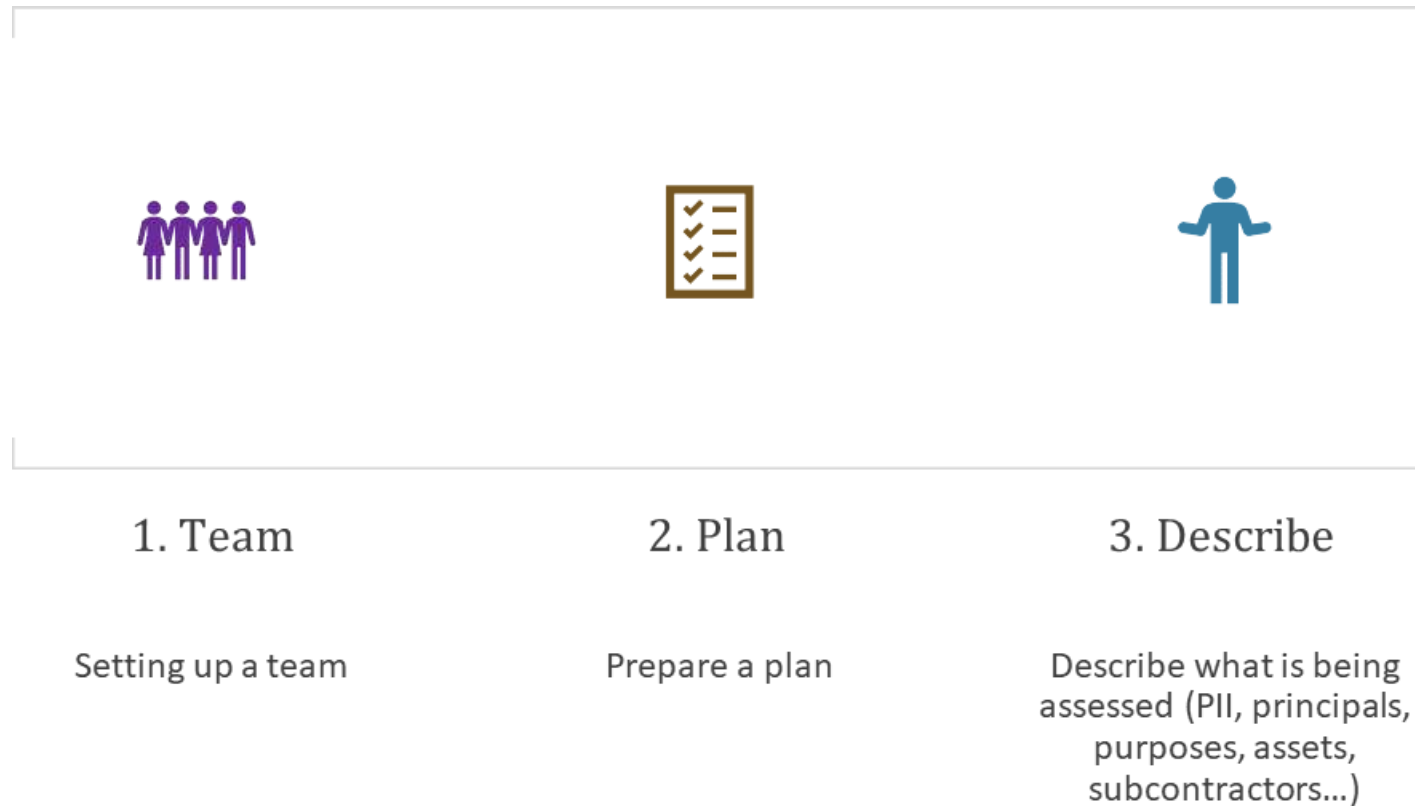 1. Team
Setting up a team
2. Plan
Prepare a plan
3. Describe
Describe what is being
assessed (PII, principals,
purposes, assets,
subcontractors...)